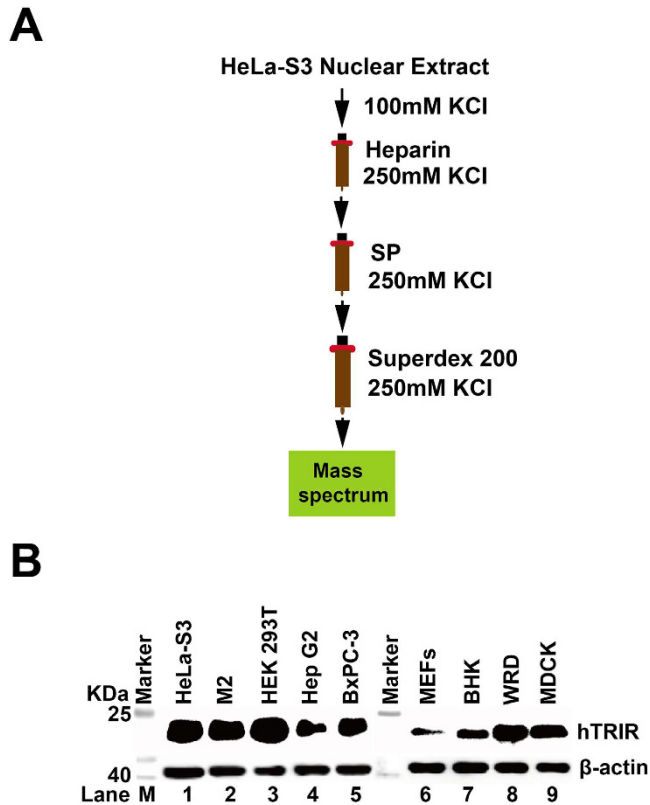 A
HeLa-S3 Nuclear Extract
100mM KCl
Heparin
250mM KCl
SP
250mM KCl
Superdex 200
250mM KCl
Mass
spectrum
B
KDa
Marker
HeLa-S3
M2
HEK 293T
Hep G2
BxPC-3
Marker
MEFs
BHK
WRD
MDCK
25
hTRIR
β-actin
40
Lane M 1 2 3 4 5 6 7 8 9